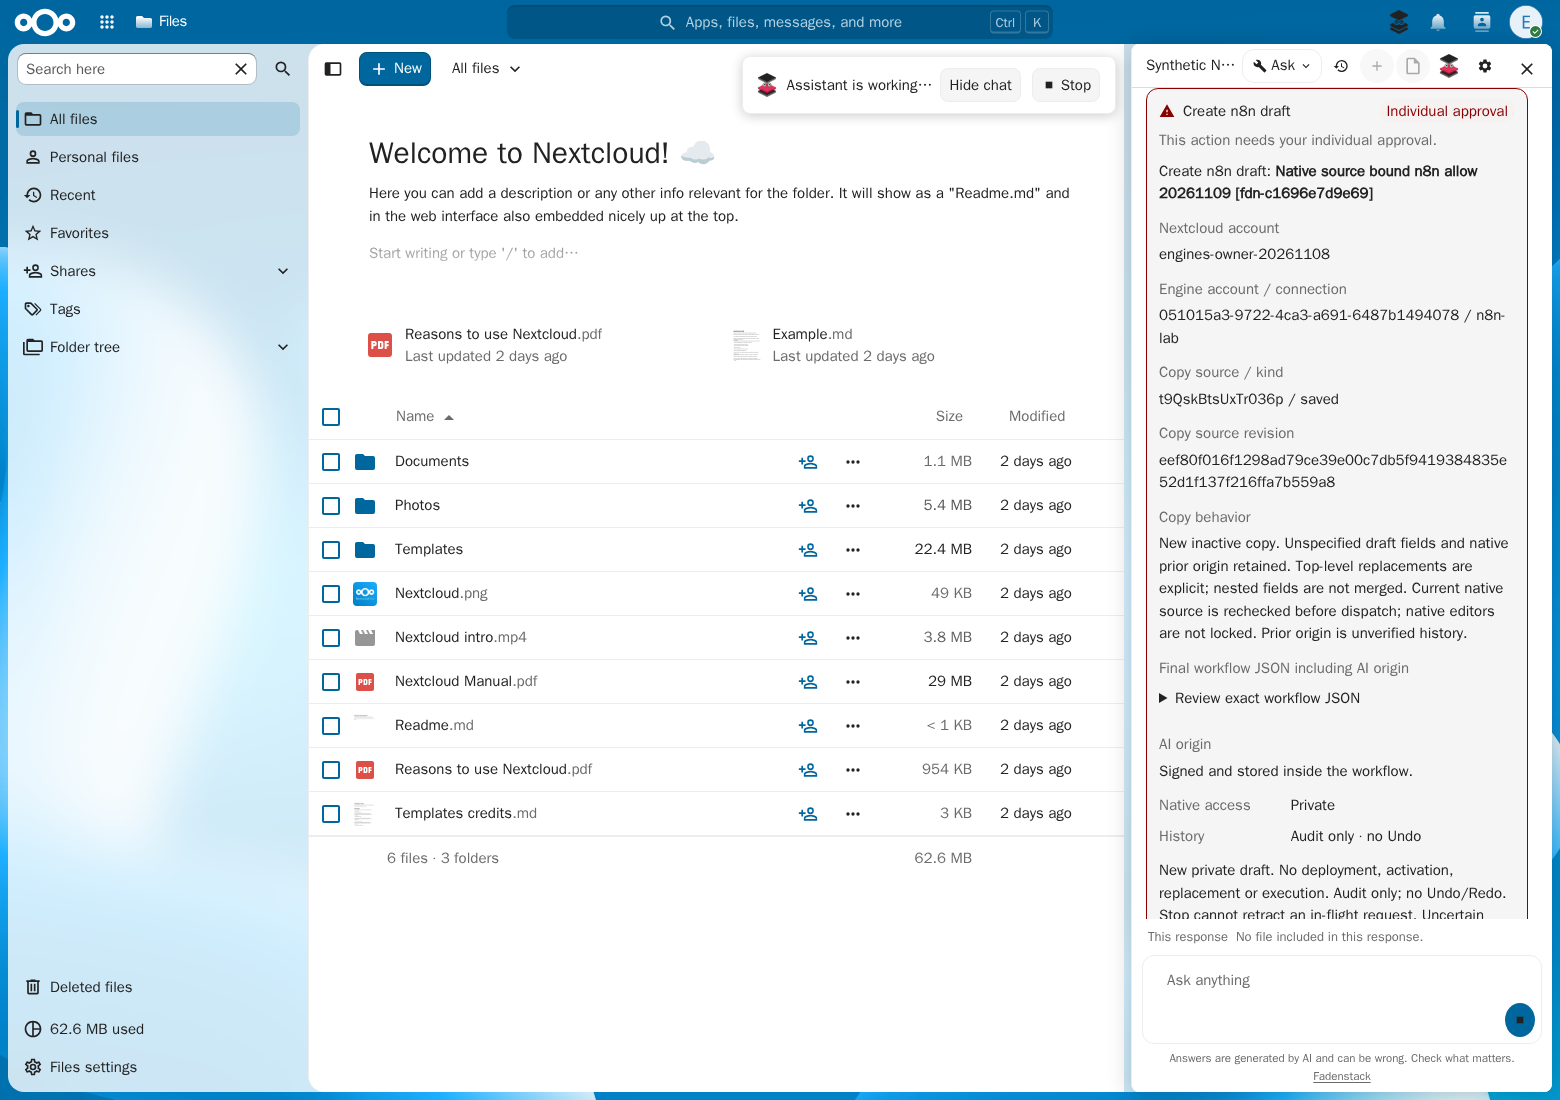 Files
Apps, files, messages, and more
Ctrl
K
E
Search here
All files
Personal files
Recent
Favorites
Shares
Tags
Folder tree
Deleted files
62.6 MB used
Files settings
New
All files
Assistant is working…
Hide chat
Stop
Welcome to Nextcloud! ☁️
Here you can add a description or any other info relevant for the folder. It will show as a "Readme.md" and
in the web interface also embedded nicely up at the top.
Start writing or type '/' to add…
PDF
Reasons to use Nextcloud.pdf
Last updated 2 days ago
Example.md
Last updated 2 days ago
Name
Size
Modified
Documents
1.1 MB
2 days ago
Photos
5.4 MB
2 days ago
Templates
22.4 MB
2 days ago
Nextcloud.png
49 KB
2 days ago
Nextcloud intro.mp4
3.8 MB
2 days ago
PDF
Nextcloud Manual.pdf
29 MB
2 days ago
Readme.md
< 1 KB
2 days ago
PDF
Reasons to use Nextcloud.pdf
954 KB
2 days ago
Templates credits.md
3 KB
2 days ago
6 files · 3 folders
62.6 MB
Synthetic N…
Ask
Create n8n draft
Individual approval
This action needs your individual approval.
Create n8n draft: Native source bound n8n allow
20261109 [fdn-c1696e7d9e69]
Nextcloud account
engines-owner-20261108
Engine account / connection
051015a3-9722-4ca3-a691-6487b1494078 / n8n-
lab
Copy source / kind
t9QskBtsUxTr036p / saved
Copy source revision
eef80f016f1298ad79ce39e00c7db5f9419384835e
52d1f137f216ffa7b559a8
Copy behavior
New inactive copy. Unspecified draft fields and native
prior origin retained. Top-level replacements are
explicit; nested fields are not merged. Current native
source is rechecked before dispatch; native editors
are not locked. Prior origin is unverified history.
Final workflow JSON including AI origin
Review exact workflow JSON
AI origin
Signed and stored inside the workflow.
Native access
Private
History
Audit only · no Undo
New private draft. No deployment, activation,
replacement or execution. Audit only; no Undo/Redo.
Stop cannot retract an in-flight request. Uncertain
This response
No file included in this response.
Ask anything
Answers are generated by AI and can be wrong. Check what matters.
Fadenstack